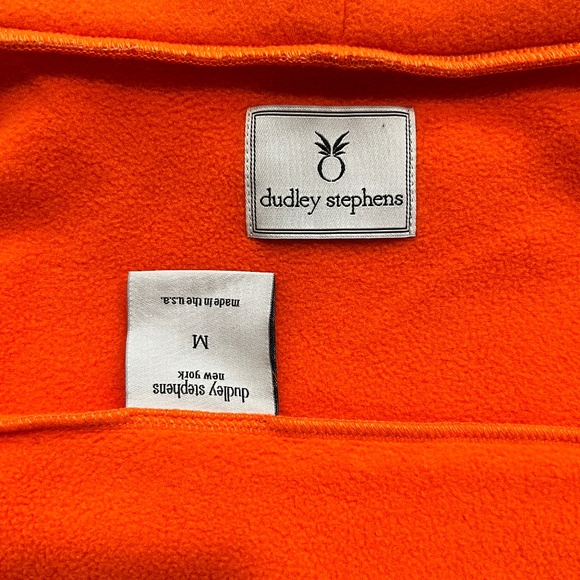 dudley stephens
dudley stephens
new york
M
made in the u.s.a.